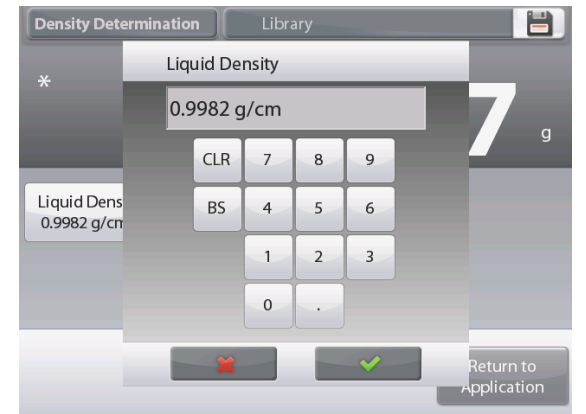 Density Determination Library
*
7 g
Liquid Density
0.9982 g/cm
CLR 7 8 9
BS 4 5 6
1 2 3
0 .
Liquid Dens
0.9982 g/cm
Return to
Application